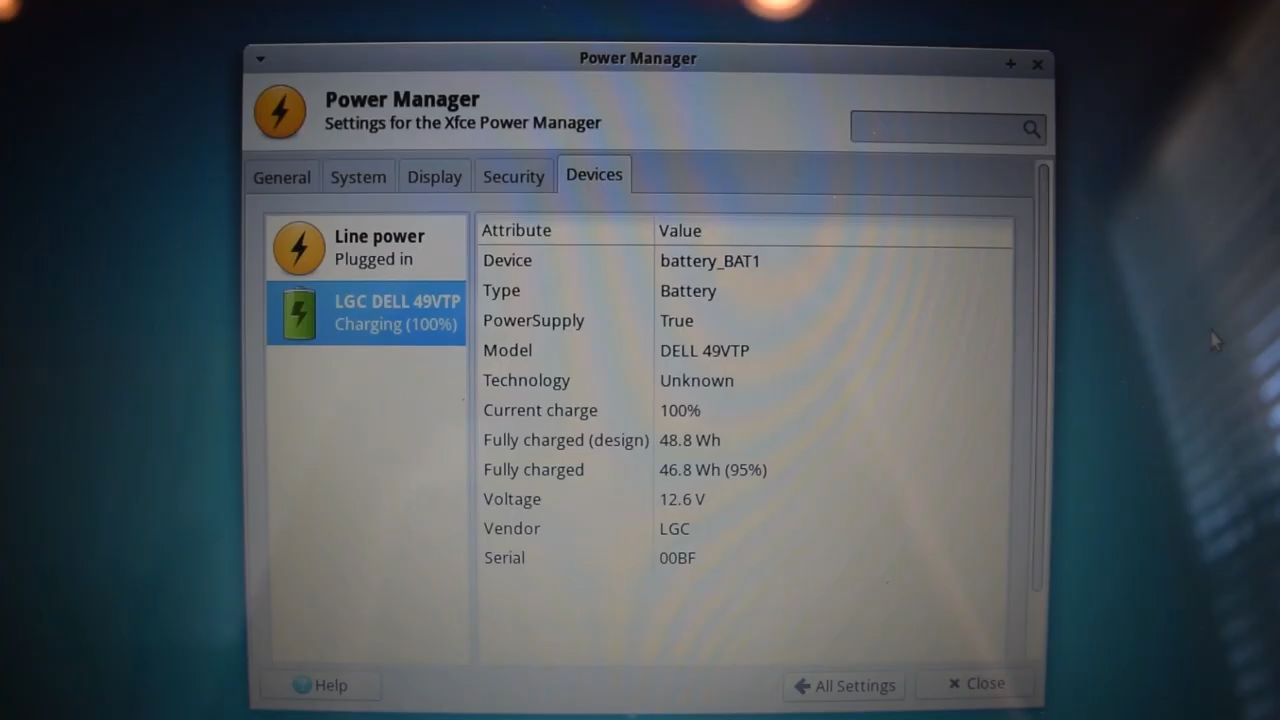 Power Manager
Power Manager
Settings for the Xfce Power Manager
General System Display Security Devices
Line power
Plugged in
LGC DELL 49VTP
Charging (100%)
Attribute Value
Device battery_BAT1
Type Battery
PowerSupply True
Model DELL 49VTP
Technology Unknown
Current charge 100%
Fully charged (design) 48.8 Wh
Fully charged 46.8 Wh (95%)
Voltage 12.6 V
Vendor LGC
Serial 00BF
Help
All Settings
Close